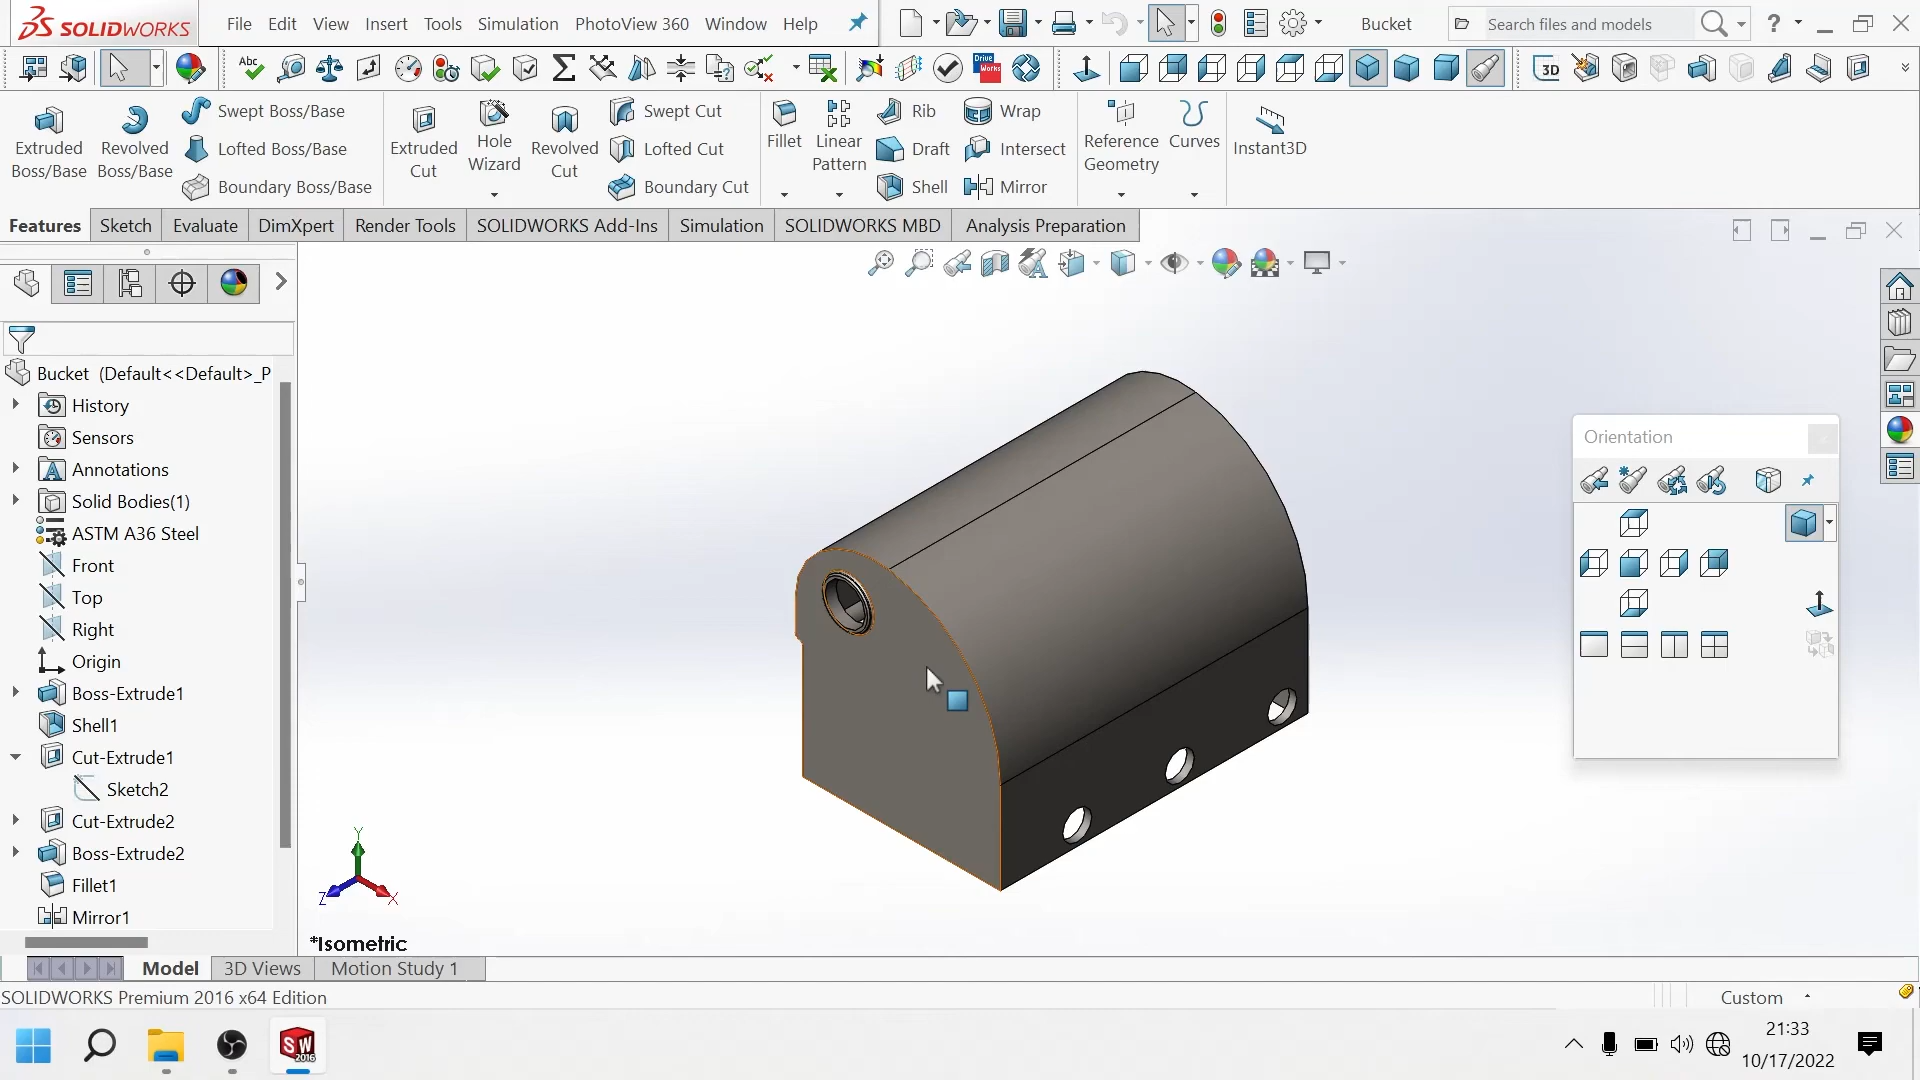 SOLIDWORKS File Edit View Insert Tools Simulation PhotoView 360 Window Help Bucket Search files and models ?
Abc 3D Drive Works
Extruded Boss/Base
Revolved Boss/Base
Swept Boss/Base
Lofted Boss/Base
Boundary Boss/Base
Extruded Cut
Hole Wizard
Revolved Cut
Swept Cut
Lofted Cut
Boundary Cut
Fillet
Linear Pattern
Rib
Draft
Shell
Wrap
Intersect
Mirror
Reference Geometry
Curves
Instant3D
Features Sketch Evaluate DimXpert Render Tools SOLIDWORKS Add-Ins Simulation SOLIDWORKS MBD Analysis Preparation
Bucket (Default<<Default>_P
History
Sensors
Annotations
Solid Bodies(1)
ASTM A36 Steel
Front
Top
Right
Origin
Boss-Extrude1
Shell1
Cut-Extrude1
Sketch2
Cut-Extrude2
Boss-Extrude2
Fillet1
Mirror1
Orientation
Y
Z
X
*Isometric
Model 3D Views Motion Study 1
SOLIDWORKS Premium 2016 x64 Edition Custom
SW 2016
21:33
10/17/2022